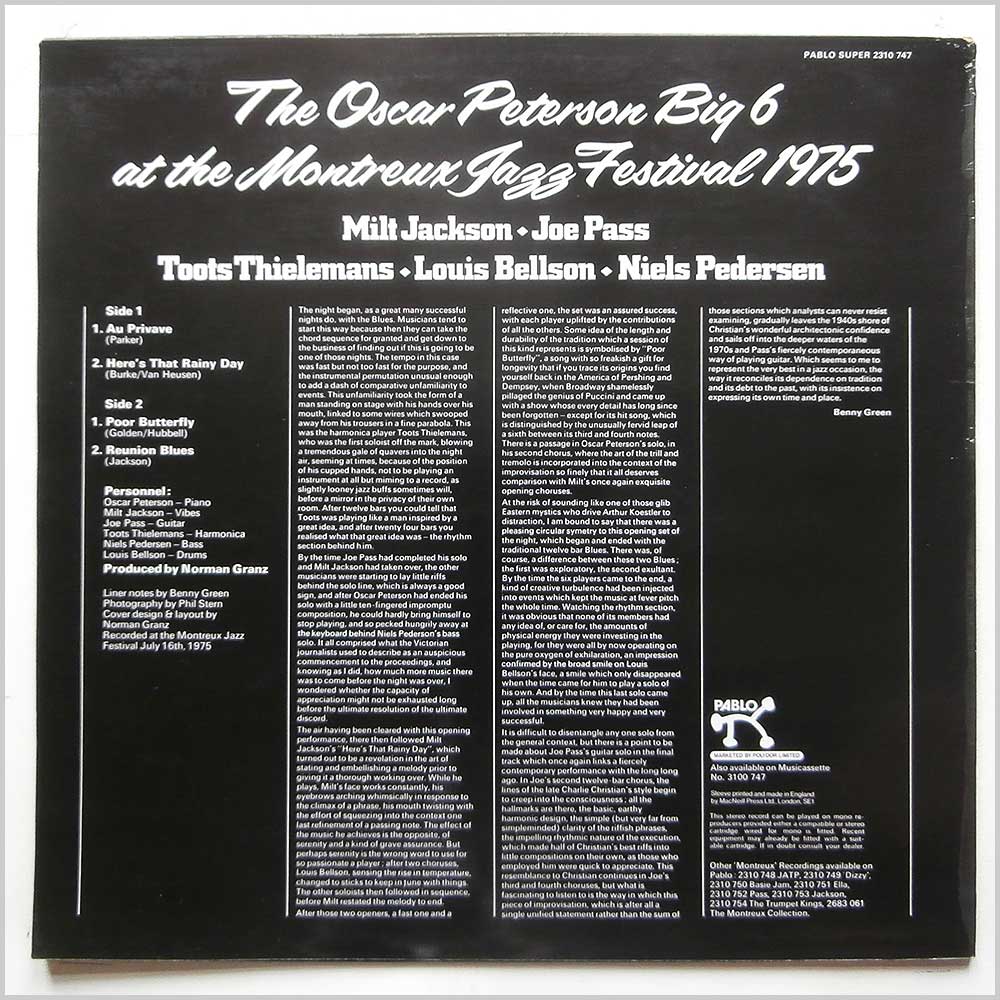 PABLO SUPER 2310 747
The Oscar Peterson Big 6
at the Montreux Jazz Festival 1975
Milt Jackson • Joe Pass
Toots Thielemans • Louis Bellson • Niels Pedersen
Side 1
1. Au Privave
(Parker)
2. Here's That Rainy Day
(Burke/Van Heusen)
Side 2
1. Poor Butterfly
(Golden/Hubbell)
2. Reunion Blues
(Jackson)
Personnel:
Oscar Peterson – Piano
Milt Jackson – Vibes
Joe Pass – Guitar
Toots Thielemans – Harmonica
Niels Pedersen – Bass
Louis Bellson – Drums
Produced by Norman Granz
Liner notes by Benny Green
Photography by Phil Stern
Cover design & layout by
Norman Granz
Recorded at the Montreux Jazz
Festival July 16th, 1975
The night began, as a great many successful
nights do, with the Blues. Musicians tend to
start this way because then they can take the
chord sequence for granted and get down to
the business of finding out if this is going to be
one of those nights. The tempo in this case
was fast but not too fast for the purpose, and
the instrumental permutation unusual enough
to add a dash of comparative unfamiliarity to
events. This unfamiliarity took the form of a
man standing on stage with his hands over his
mouth, linked to some wires which swooped
away from his trousers in a fine parabola. This
was the harmonica player Toots Thielemans,
who was the first soloist off the mark, blowing
a tremendous gale of quavers into the night
air, seeming at times, because of the position
of his cupped hands, not to be playing an
instrument at all but miming to a record, as
slightly looney jazz buffs sometimes will,
before a mirror in the privacy of their own
room. After twelve bars you could tell that
Toots was playing like a man inspired by a
great idea, and after twenty four bars you
realised what that great idea was – the rhythm
section behind him.
By the time Joe Pass had completed his solo
and Milt Jackson had taken over, the other
musicians were starting to lay little riffs
behind the solo line, which is always a good
sign, and after Oscar Peterson had ended his
solo with a little ten-fingered impromptu
composition, he could hardly bring himself to
stop playing, and so pecked hungrily away at
the keyboard behind Niels Pederson's bass
solo. It all comprised what the Victorian
journalists used to describe as an auspicious
commencement to the proceedings, and
knowing as I did, how much more music there
was to come before the night was over, I
wondered whether the capacity of
appreciation might not be exhausted long
before the ultimate resolution of the ultimate
discord.
The air having been cleared with this opening
performance, there then followed Milt
Jackson's "Here's That Rainy Day", which
turned out to be a revelation in the art of
stating and embellishing a melody prior to
giving it a thorough working over. While he
plays, Milt's face works constantly, his
eyebrows arching whimsically in response to
the climax of a phrase, his mouth twisting with
the effort of squeezing into the context one
last refinement of a passing note. The effect of
the music he achieves is the opposite, of
serenity and a kind of grave assurance. But
perhaps serenity is the wrong word to use for
so passionate a player; after two choruses,
Louis Bellson, sensing the rise in temperature,
changed to sticks to keep in June with things.
The other soloists then followed in sequence,
before Milt restated the melody to end.
After those two openers, a fast one and a
reflective one, the set was an assured success,
with each player uplifted by the contributions
of all the others. Some idea of the length and
durability of the tradition which a session of
this kind represents is symbolised by "Poor
Butterfly", a song with so freakish a gift for
longevity that if you trace its origins you find
yourself back in the America of Pershing and
Dempsey, when Broadway shamelessly
pillaged the genius of Puccini and came up
with a show whose every detail has long since
been forgotten – except for its hit song, which
is distinguished by the unusually fervid leap of
a sixth between its third and fourth notes.
There is a passage in Oscar Peterson's solo, in
his second chorus, where the art of the trill and
tremolo is incorporated into the context of the
improvisation so finely that it all deserves
comparison with Milt's once again exquisite
opening choruses.
At the risk of sounding like one of those glib
Eastern mystics who drive Arthur Koestler to
distraction, I am bound to say that there was a
pleasing circular symetry to this opening set of
the night, which began and ended with the
traditional twelve bar Blues. There was, of
course, a difference between these two Blues;
the first was exploratory, the second exultant.
By the time the six players came to the end, a
kind of creative turbulence had been injected
into events which kept the music at fever pitch
the whole time. Watching the rhythm section,
it was obvious that none of its members had
any idea of, or care for, the amounts of
physical energy they were investing in the
playing, for they were all by now operating on
the pure oxygen of exhilaration, an impression
confirmed by the broad smile on Louis
Bellson's face, a smile which only disappeared
when the time came for him to play a solo of
his own. And by the time this last solo came
up, all the musicians knew they had been
involved in something very happy and very
successful.
It is difficult to disentangle any one solo from
the general context, but there is a point to be
made about Joe Pass's guitar solo in the final
track which once again links a fiercely
contemporary performance with the long long
ago. In Joe's second twelve-bar chorus, the
lines of the late Charlie Christian's style begin
to creep into the consciousness; all the
hallmarks are there, the basic, earthy
harmonic design, the simple (but very far from
simpleminded) clarity of the riffish phrases,
the impelling rhythmic nature of the execution,
which made half of Christian's best riffs into
little compositions on their own, as those who
employed him were quick to appreciate. This
resemblance to Christian continues in Joe's
third and fourth choruses, but what is
fascinating to listen to is the way in which this
piece of improvisation, which is after all a
single unified statement rather than the sum of
those sections which analysts can never resist
examining, gradually leaves the 1940s shore of
Christian's wonderful architectonic confidence
and sails off into the deeper waters of the
1970s and Pass's fiercely contemporaneous
way of playing guitar. Which seems to me to
represent the very best in a jazz occasion, the
way it reconciles its dependence on tradition
and its debt to the past, with its insistence on
expressing its own time and place.
Benny Green
PABLO
MARKETED BY POLYDOR LIMITED
Also available on Musicassette
No. 3100 747
Sleeve printed and made in England
by MacNeill Press Ltd. London, SE1
This stereo record can be played on mono re-
producers provided either a compatible or stereo
cartridge wired for mono is fitted. Recent
equipment may already be fitted with a suit-
able cartridge. If in doubt consult your dealer.
Other 'Montreux' Recordings available on
Pablo: 2310 748 JATP, 2310 749 'Dizzy',
2310 750 Basie Jam, 2310 751 Ella,
2310 752 Pass, 2310 753 Jackson,
2310 754 The Trumpet Kings, 2683 061
The Montreux Collection.